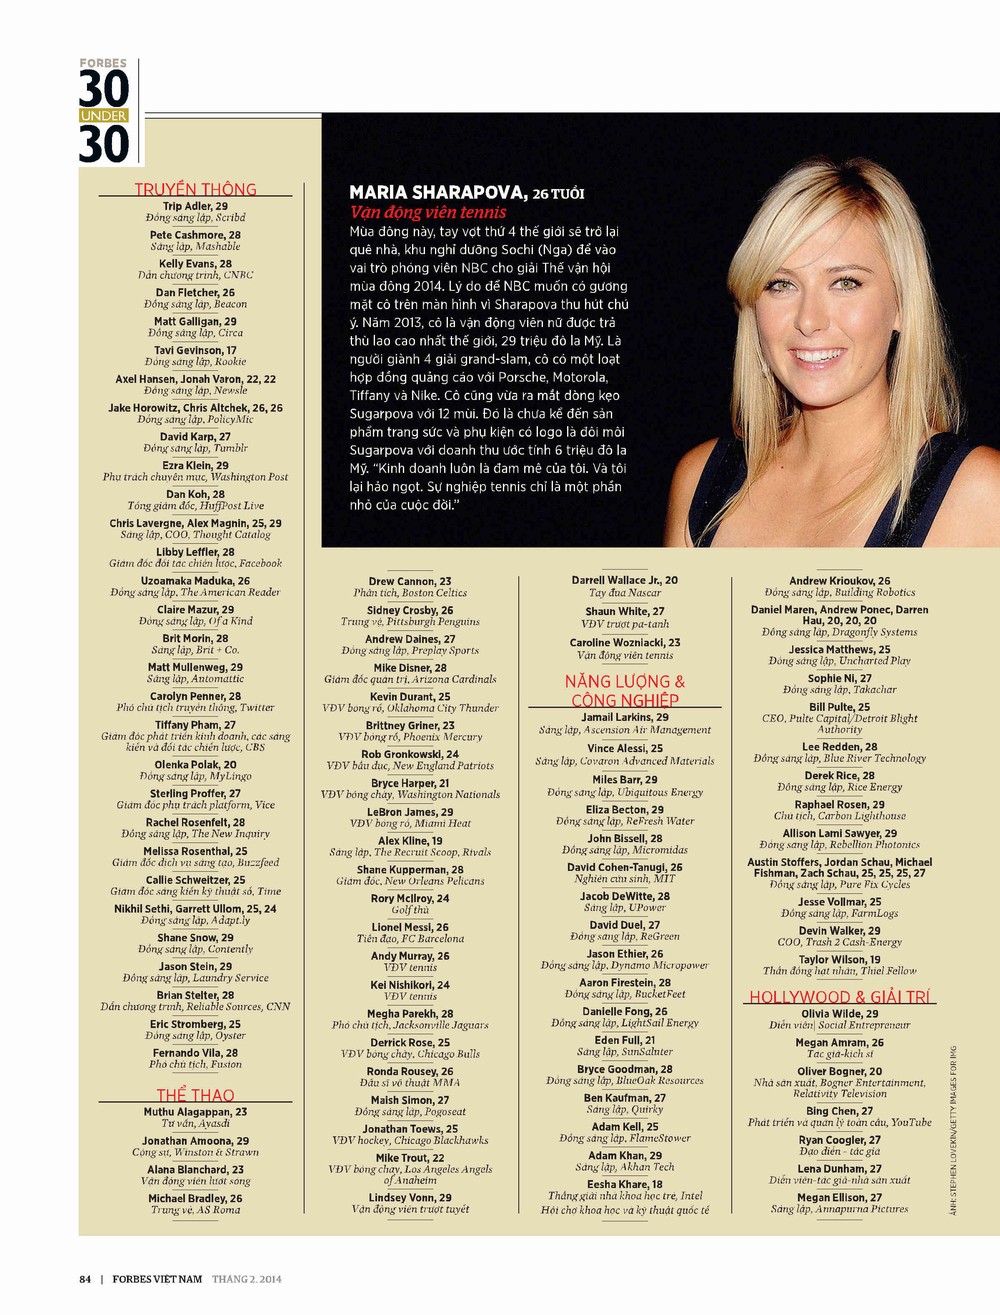 FORBES
30
UNDER
30
MARIA SHARAPOVA, 26 TUỔI
Vận động viên tennis
Mùa đông này, tay vợt thứ 4 thế giới sẽ trở lại
quê nhà, khu nghỉ dưỡng Sochi (Nga) để vào
vai trò phóng viên NBC cho giải Thế vận hội
mùa đông 2014. Lý do để NBC muốn có gương
mặt cô trên màn hình vì Sharapova thu hút chú
ý. Năm 2013, cô là vận động viên nữ được trả
thù lao cao nhất thế giới, 29 triệu đô la Mỹ. Là
người giành 4 giải grand-slam, cô có một loạt
hợp đồng quảng cáo với Porsche, Motorola,
Tiffany và Nike. Cô cũng vừa ra mắt dòng kẹo
Sugarpova với 12 mùi. Đó là chưa kể đến sản
phẩm trang sức và phụ kiện có logo là đôi môi
Sugarpova với doanh thu ước tính 6 triệu đô la
Mỹ. “Kinh doanh luôn là đam mê của tôi. Và tôi
lại hảo ngọt. Sự nghiệp tennis chỉ là một phần
nhỏ của cuộc đời.”
TRUYỀN THÔNG
Trip Adler, 29
Đồng sáng lập, Scribd
Pete Cashmore, 28
Sáng lập, Mashable
Kelly Evans, 28
Dẫn chương trình, CNBC
Dan Fletcher, 26
Đồng sáng lập, Beacon
Matt Galligan, 29
Đồng sáng lập, Circa
Tavi Gevinson, 17
Đồng sáng lập, Rookie
Axel Hansen, Jonah Varon, 22, 22
Đồng sáng lập, Newsle
Jake Horowitz, Chris Altchek, 26, 26
Đồng sáng lập, PolicyMic
David Karp, 27
Đồng sáng lập, Tumblr
Ezra Klein, 29
Phụ trách chuyên mục, Washington Post
Dan Koh, 28
Tổng giám đốc, HuffPost Live
Chris Lavergne, Alex Magnin, 25, 29
Sáng lập, COO, Thought Catalog
Libby Leffler, 28
Giám đốc đối tác chiến lược, Facebook
Uzoamaka Maduka, 26
Đồng sáng lập, The American Reader
Claire Mazur, 29
Đồng sáng lập, Of a Kind
Brit Morin, 28
Sáng lập, Brit + Co.
Matt Mullenweg, 29
Sáng lập, Automattic
Carolyn Penner, 28
Phó chủ tịch truyền thông, Twitter
Tiffany Pham, 27
Giám đốc phát triển kinh doanh, các sáng
kiến và đối tác chiến lược, CBS
Olenka Polak, 20
Đồng sáng lập, MyLingo
Sterling Proffer, 27
Giám đốc phụ trách platform, Vice
Rachel Rosenfelt, 28
Đồng sáng lập, The New Inquiry
Melissa Rosenthal, 25
Giám đốc dịch vụ sáng tạo, Buzzfeed
Callie Schweitzer, 25
Giám đốc sáng kiến kỹ thuật số, Time
Nikhil Sethi, Garrett Ullom, 25, 24
Đồng sáng lập, Adapt.ly
Shane Snow, 29
Đồng sáng lập, Contently
Jason Stein, 29
Đồng sáng lập, Laundry Service
Brian Stelter, 28
Dẫn chương trình, Reliable Sources, CNN
Eric Stromberg, 25
Đồng sáng lập, Oyster
Fernando Vila, 28
Phó chủ tịch, Fusion
THỂ THAO
Muthu Alagappan, 23
Tư vấn, Ayasdi
Jonathan Amoona, 29
Cộng sự, Winston & Strawn
Alana Blanchard, 23
Vận động viên lướt sóng
Michael Bradley, 26
Trung vệ, AS Roma
Drew Cannon, 23
Phân tích, Boston Celtics
Sidney Crosby, 26
Trung vệ, Pittsburgh Penguins
Andrew Daines, 27
Đồng sáng lập, Preplay Sports
Mike Disner, 28
Giám đốc quản trị, Arizona Cardinals
Kevin Durant, 25
VĐV bóng rổ, Oklahoma City Thunder
Brittney Griner, 23
VĐV bóng rổ, Phoenix Mercury
Rob Gronkowski, 24
VĐV bầu dục, New England Patriots
Bryce Harper, 21
VĐV bóng chày, Washington Nationals
LeBron James, 29
VĐV bóng rổ, Miami Heat
Alex Kline, 19
Sáng lập, The Recruit Scoop, Rivals
Shane Kupperman, 28
Giám đốc, New Orleans Pelicans
Rory McIlroy, 24
Golf thủ
Lionel Messi, 26
Tiền đạo, FC Barcelona
Andy Murray, 26
VĐV tennis
Kei Nishikori, 24
VĐV tennis
Megha Parekh, 28
Phó chủ tịch, Jacksonville Jaguars
Derrick Rose, 25
VĐV bóng chày, Chicago Bulls
Ronda Rousey, 26
Đấu sĩ võ thuật MMA
Maish Simon, 27
Đồng sáng lập, Pogoseat
Jonathan Toews, 25
VĐV hockey, Chicago Blackhawks
Mike Trout, 22
VĐV bóng chày, Los Angeles Angels
of Anaheim
Lindsey Vonn, 29
Vận động viên trượt tuyết
Darrell Wallace Jr., 20
Tay đua Nascar
Shaun White, 27
VĐV trượt pa-tanh
Caroline Wozniacki, 23
Vận động viên tennis
NĂNG LƯỢNG &
CÔNG NGHIỆP
Jamail Larkins, 29
Sáng lập, Ascension Air Management
Vince Alessi, 25
Sáng lập, Covaron Advanced Materials
Miles Barr, 29
Đồng sáng lập, Ubiquitous Energy
Eliza Becton, 29
Đồng sáng lập, ReFresh Water
John Bissell, 28
Đồng sáng lập, Micromidas
David Cohen-Tanugi, 26
Nghiên cứu sinh, MIT
Jacob DeWitte, 28
Sáng lập, UPower
David Duel, 27
Đồng sáng lập, ReGreen
Jason Ethier, 26
Đồng sáng lập, Dynamo Micropower
Aaron Firestein, 28
Đồng sáng lập, BucketFeet
Danielle Fong, 26
Đồng sáng lập, LightSail Energy
Eden Full, 21
Sáng lập, SunSaluter
Bryce Goodman, 28
Đồng sáng lập, BlueOak Resources
Ben Kaufman, 27
Sáng lập, Quirky
Adam Kell, 25
Đồng sáng lập, FlameStower
Adam Khan, 29
Sáng lập, Akhan Tech
Eesha Khare, 18
Thắng giải nhà khoa học trẻ, Intel
Hội chợ khoa học và kỹ thuật quốc tế
Andrew Krioukov, 26
Đồng sáng lập, Building Robotics
Daniel Maren, Andrew Ponec, Darren
Hau, 20, 20, 20
Đồng sáng lập, Dragonfly Systems
Jessica Matthews, 25
Đồng sáng lập, Uncharted Play
Sophie Ni, 27
Đồng sáng lập, Takachar
Bill Pulte, 25
CEO, Pulte Capital/Detroit Blight
Authority
Lee Redden, 28
Đồng sáng lập, Blue River Technology
Derek Rice, 28
Đồng sáng lập, Rice Energy
Raphael Rosen, 29
Chủ tịch, Carbon Lighthouse
Allison Lami Sawyer, 29
Đồng sáng lập, Rebellion Photonics
Austin Stoffers, Jordan Schau, Michael
Fishman, Zach Schau, 25, 25, 25, 27
Đồng sáng lập, Pure Fix Cycles
Jesse Vollmar, 25
Đồng sáng lập, FarmLogs
Devin Walker, 29
COO, Trash 2 Cash-Energy
Taylor Wilson, 19
Thần đồng hạt nhân, Thiel Fellow
HOLLYWOOD & GIẢI TRÍ
Olivia Wilde, 29
Diễn viên| Social Entrepreneur
Megan Amram, 26
Tác giả-kịch sĩ
Oliver Bogner, 20
Nhà sản xuất, Bogner Entertainment,
Relativity Television
Bing Chen, 27
Phát triển và quản lý toàn cầu, YouTube
Ryan Coogler, 27
Đạo diễn - tác giả
Lena Dunham, 27
Diễn viên-tác giả-nhà sản xuất
Megan Ellison, 27
Sáng lập, Annapurna Pictures
ẢNH: STEPHEN LOVEKIN/GETTY IMAGES FOR IMG
84 | FORBES VIỆT NAM THÁNG 2. 2014